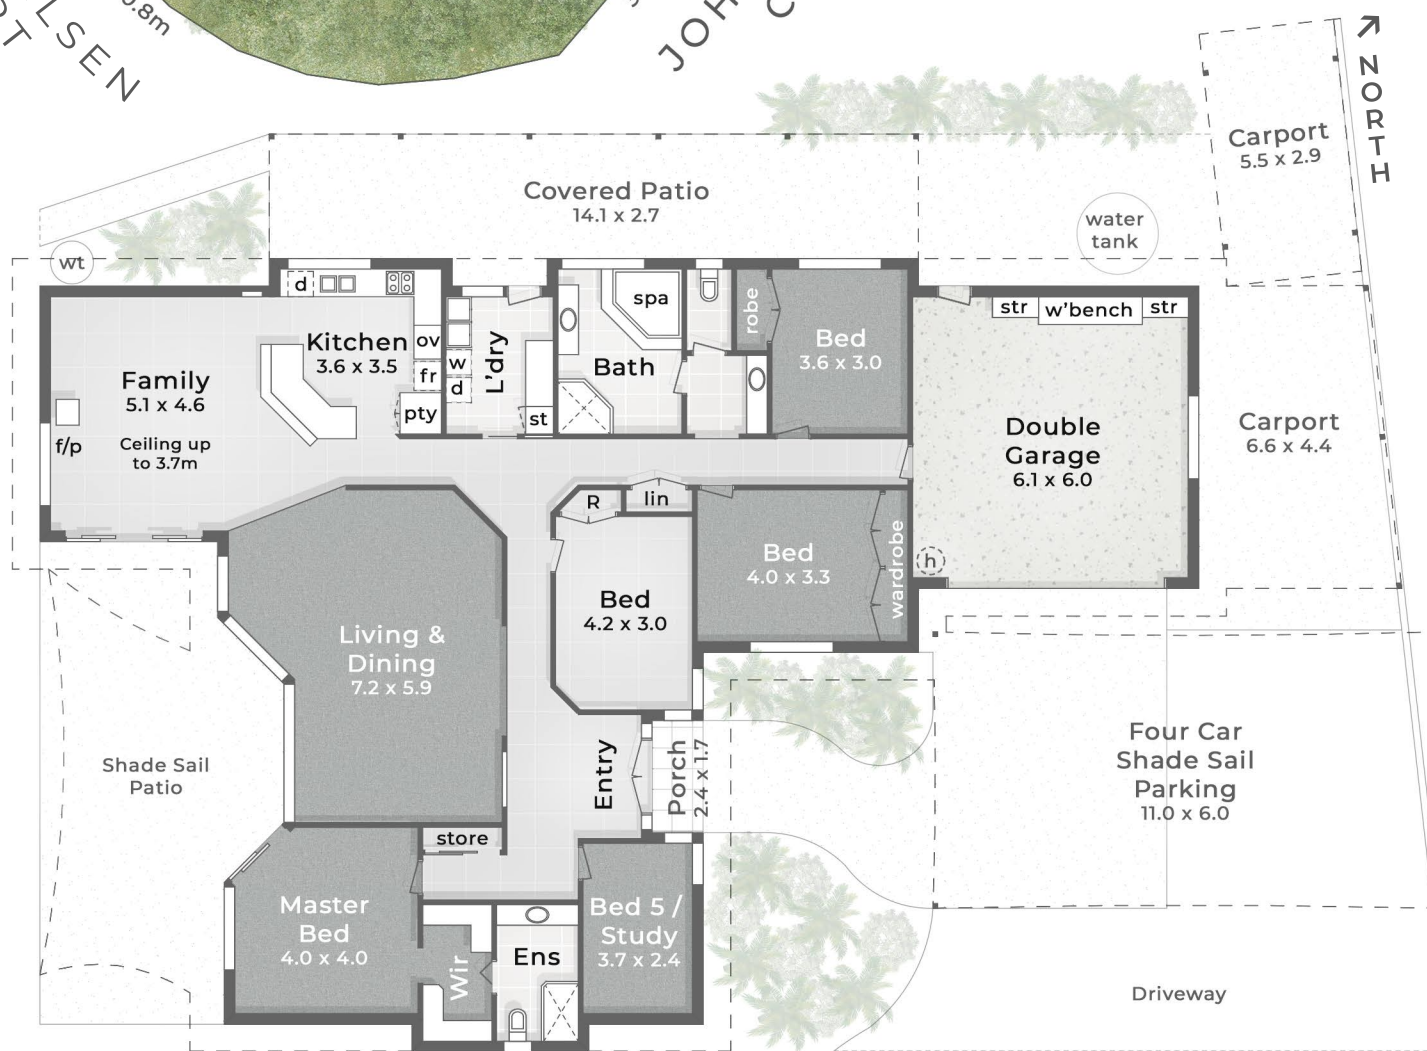 0.8m
LSEN
JOH
NORTH
Carport
5.5 x 2.9
Covered Patio
14.1 x 2.7
water
tank
wt
d
Kitchen
3.6 x 3.5
ov
fr
pty
w
d
L'dry
st
spa
Bath
robe
Bed
3.6 x 3.0
str
w'bench
str
Family
5.1 x 4.6
Ceiling up
to 3.7m
f/p
Double
Garage
6.1 x 6.0
Carport
6.6 x 4.4
R
lin
Bed
4.0 x 3.3
wardrobe
h
Bed
4.2 x 3.0
Living &
Dining
7.2 x 5.9
Shade Sail
Patio
Entry
Porch
2.4 x 1.7
Four Car
Shade Sail
Parking
11.0 x 6.0
store
Master
Bed
4.0 x 4.0
Wir
Ens
Bed 5 /
Study
3.7 x 2.4
Driveway